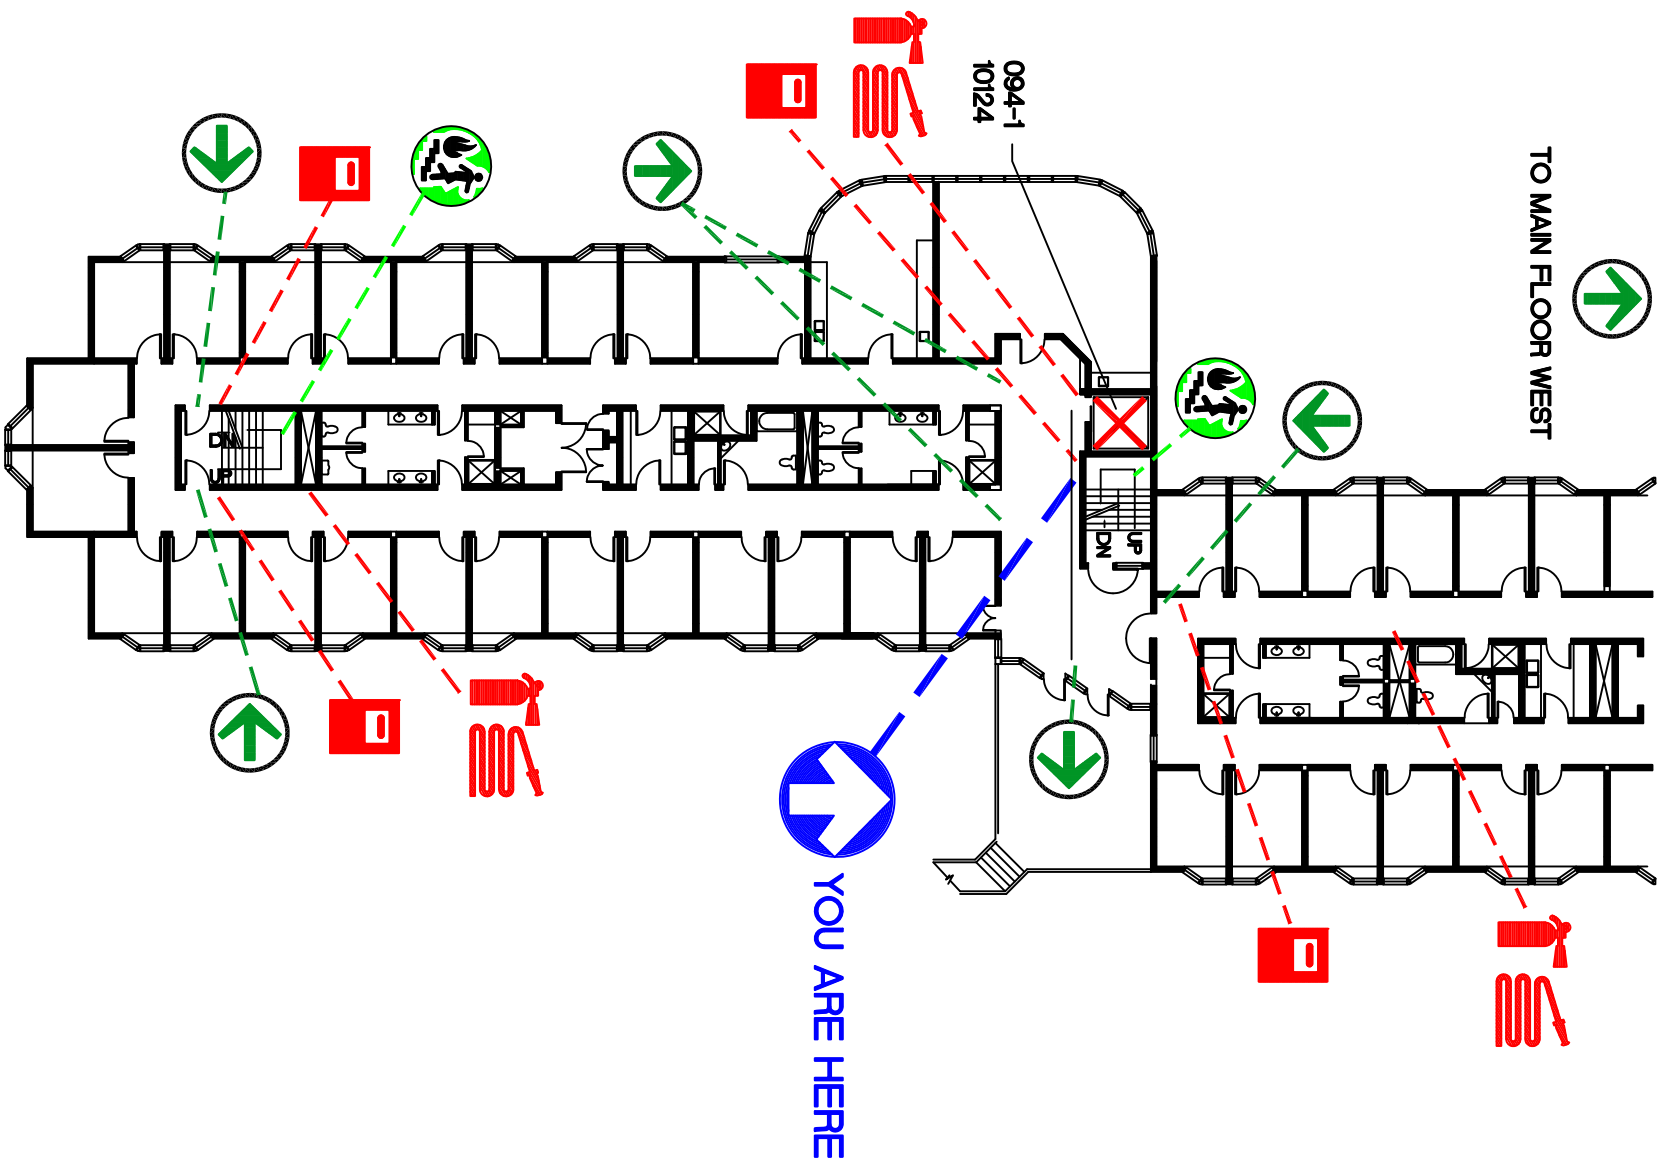 TO MAIN FLOOR WEST
094-1
10124
UP
DN
DN
UP
YOU ARE HERE